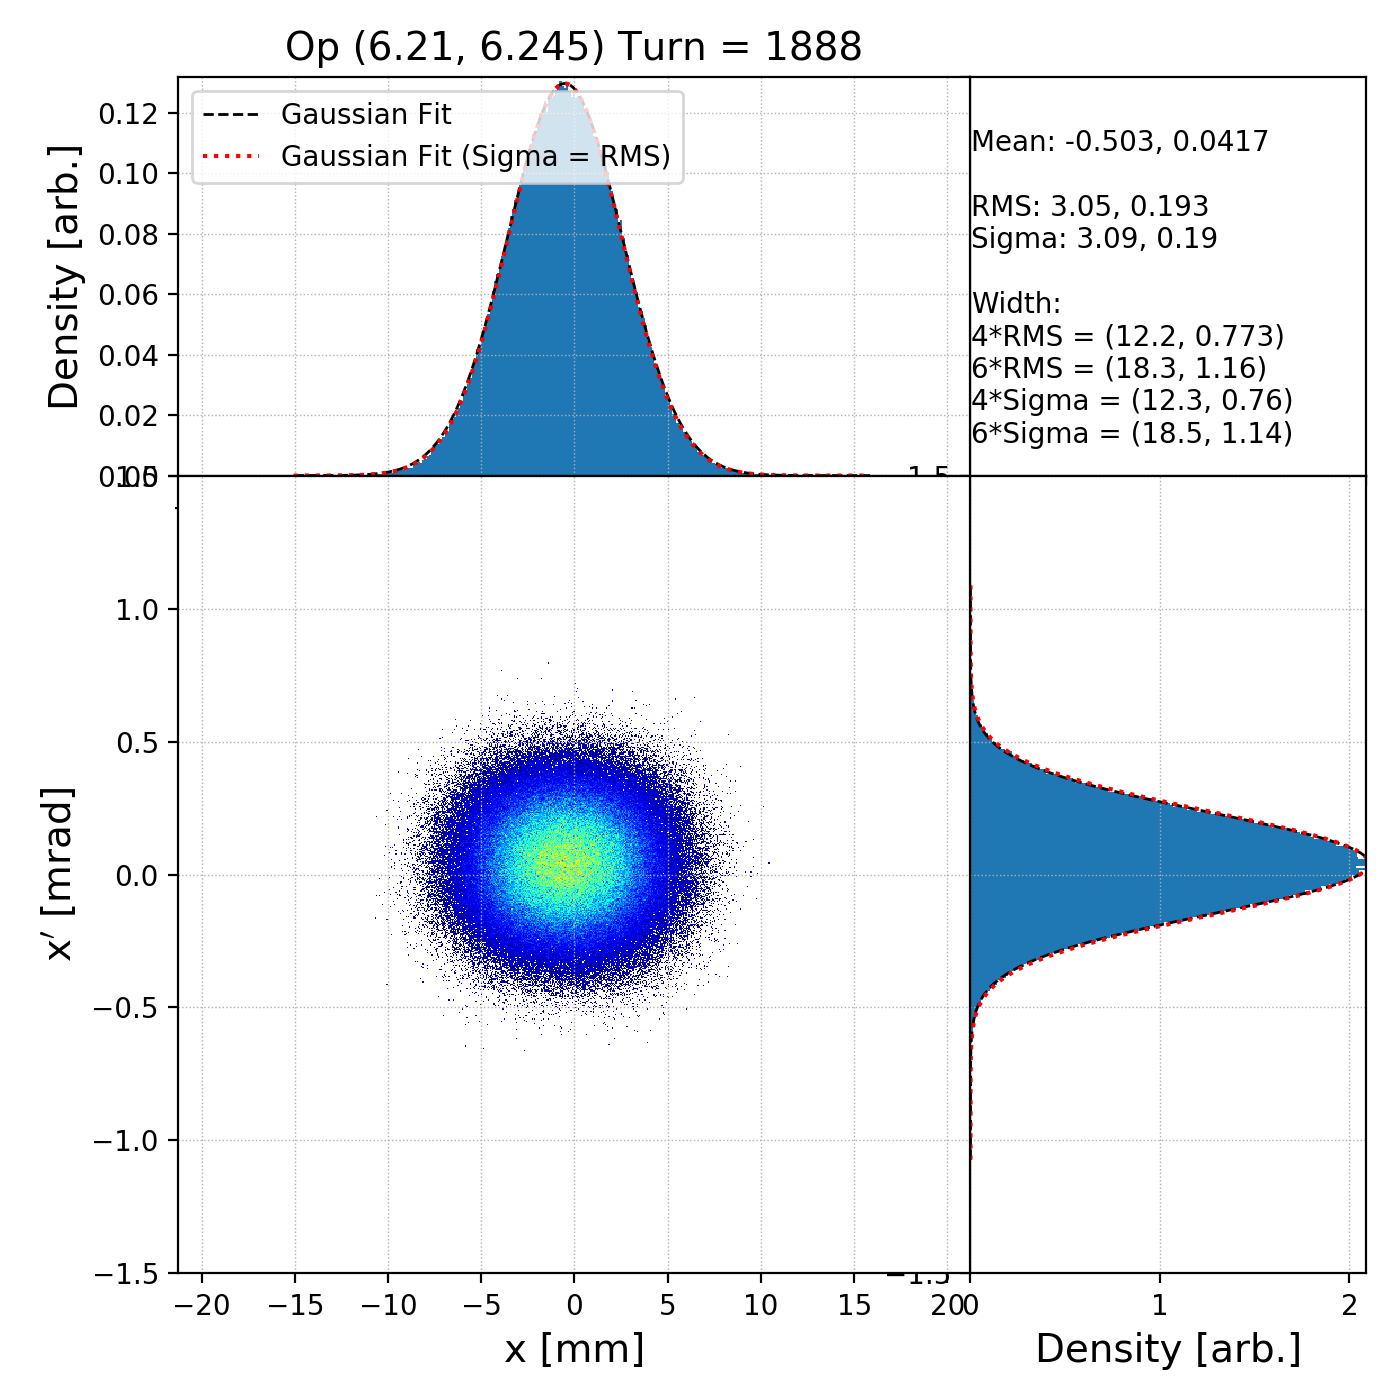 Op (6.21, 6.245) Turn = 1888
Gaussian Fit
Gaussian Fit (Sigma = RMS)
Density [arb.]
0.12
0.10
0.08
0.06
0.04
0.02
Mean: -0.503, 0.0417
RMS: 3.05, 0.193
Sigma: 3.09, 0.19
Width:
4*RMS = (12.2, 0.773)
6*RMS = (18.3, 1.16)
4*Sigma = (12.3, 0.76)
6*Sigma = (18.5, 1.14)
x′ [mrad]
1.0
0.5
0.0
−0.5
−1.0
−1.5
−20 −15 −10 −5 0 5 10 15 20
x [mm]
0 1 2
Density [arb.]